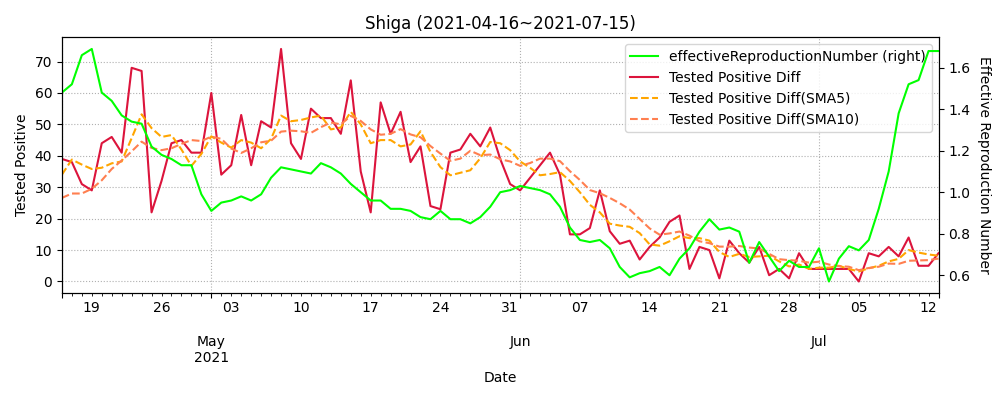 Shiga (2021-04-16~2021-07-15)
effectiveReproductionNumber (right)
Tested Positive Diff
Tested Positive Diff(SMA5)
Tested Positive Diff(SMA10)
Tested Positive
70
60
50
40
30
20
10
0
Effective Reproduction Number
1.6
1.4
1.2
1.0
0.8
0.6
19 26 03 10 17 24 31 07 14 21 28 05 12
May Jun Jul
2021
Date